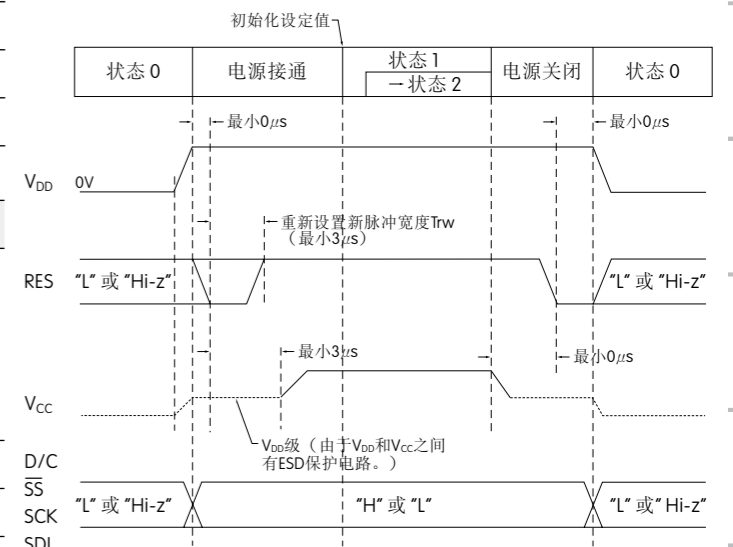 初始化设定值
状态 0
电源接通
状态 1
→状态 2
电源关闭
状态 0
最小0μs
最小0μs
VDD
0V
重新设置新脉冲宽度Trw
（最小3μs）
RES
"L" 或 "Hi-z"
"L" 或 "Hi-z"
最小3μs
最小0μs
VCC
VDD级（由于VDD和VCC之间
有ESD保护电路。）
D/C
SS
SCK
SDI
"L" 或 "Hi-z"
"H" 或 "L"
"L" 或 Hi-z"